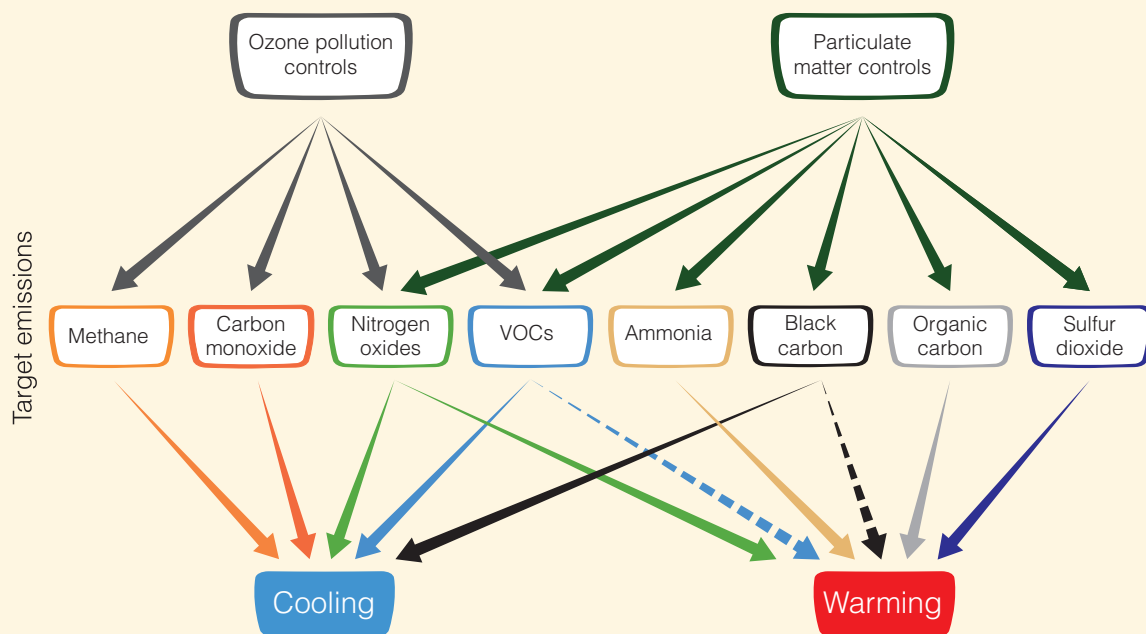 Ozone pollution
controls
Particulate
matter controls
Target emissions
Methane
Carbon
monoxide
Nitrogen
oxides
VOCs
Ammonia
Black
carbon
Organic
carbon
Sulfur
dioxide
Cooling
Warming